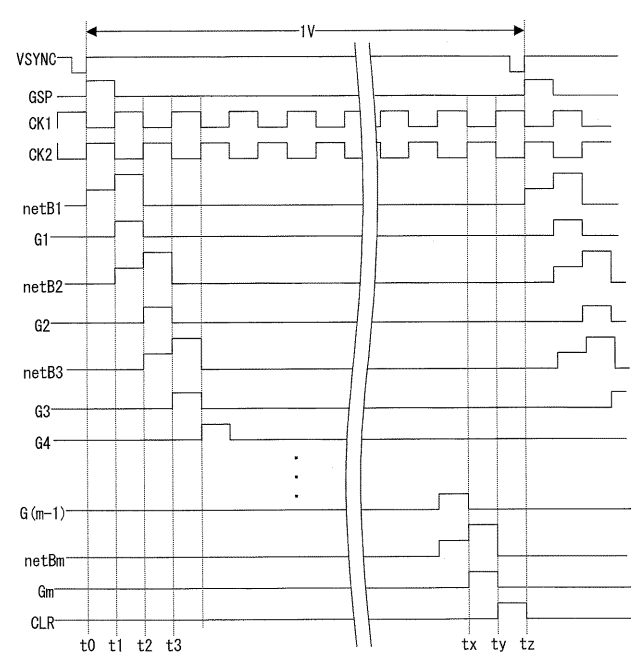 1V
VSYNC
GSP
CK1
CK2
netB1
G1
netB2
G2
netB3
G3
G4
G(m-1)
netBm
Gm
CLR
t0 t1 t2 t3 tx ty tz